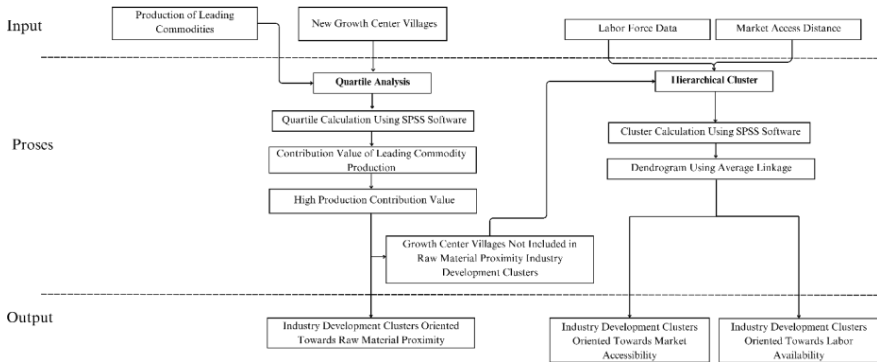 Input
Production of Leading
Commodities
New Growth Center Villages
Labor Force Data
Market Access Distance
Proses
Quartile Analysis
Hierarchical Cluster
Quartile Calculation Using SPSS Software
Cluster Calculation Using SPSS Software
Contribution Value of Leading Commodity
Production
Dendrogram Using Average Linkage
High Production Contribution Value
Growth Center Villages Not Included in
Raw Material Proximity Industry
Development Clusters
Output
Industry Development Clusters Oriented
Towards Raw Material Proximity
Industry Development Clusters
Oriented Towards Market
Accessibility
Industry Development Clusters
Oriented Towards Labor
Availability